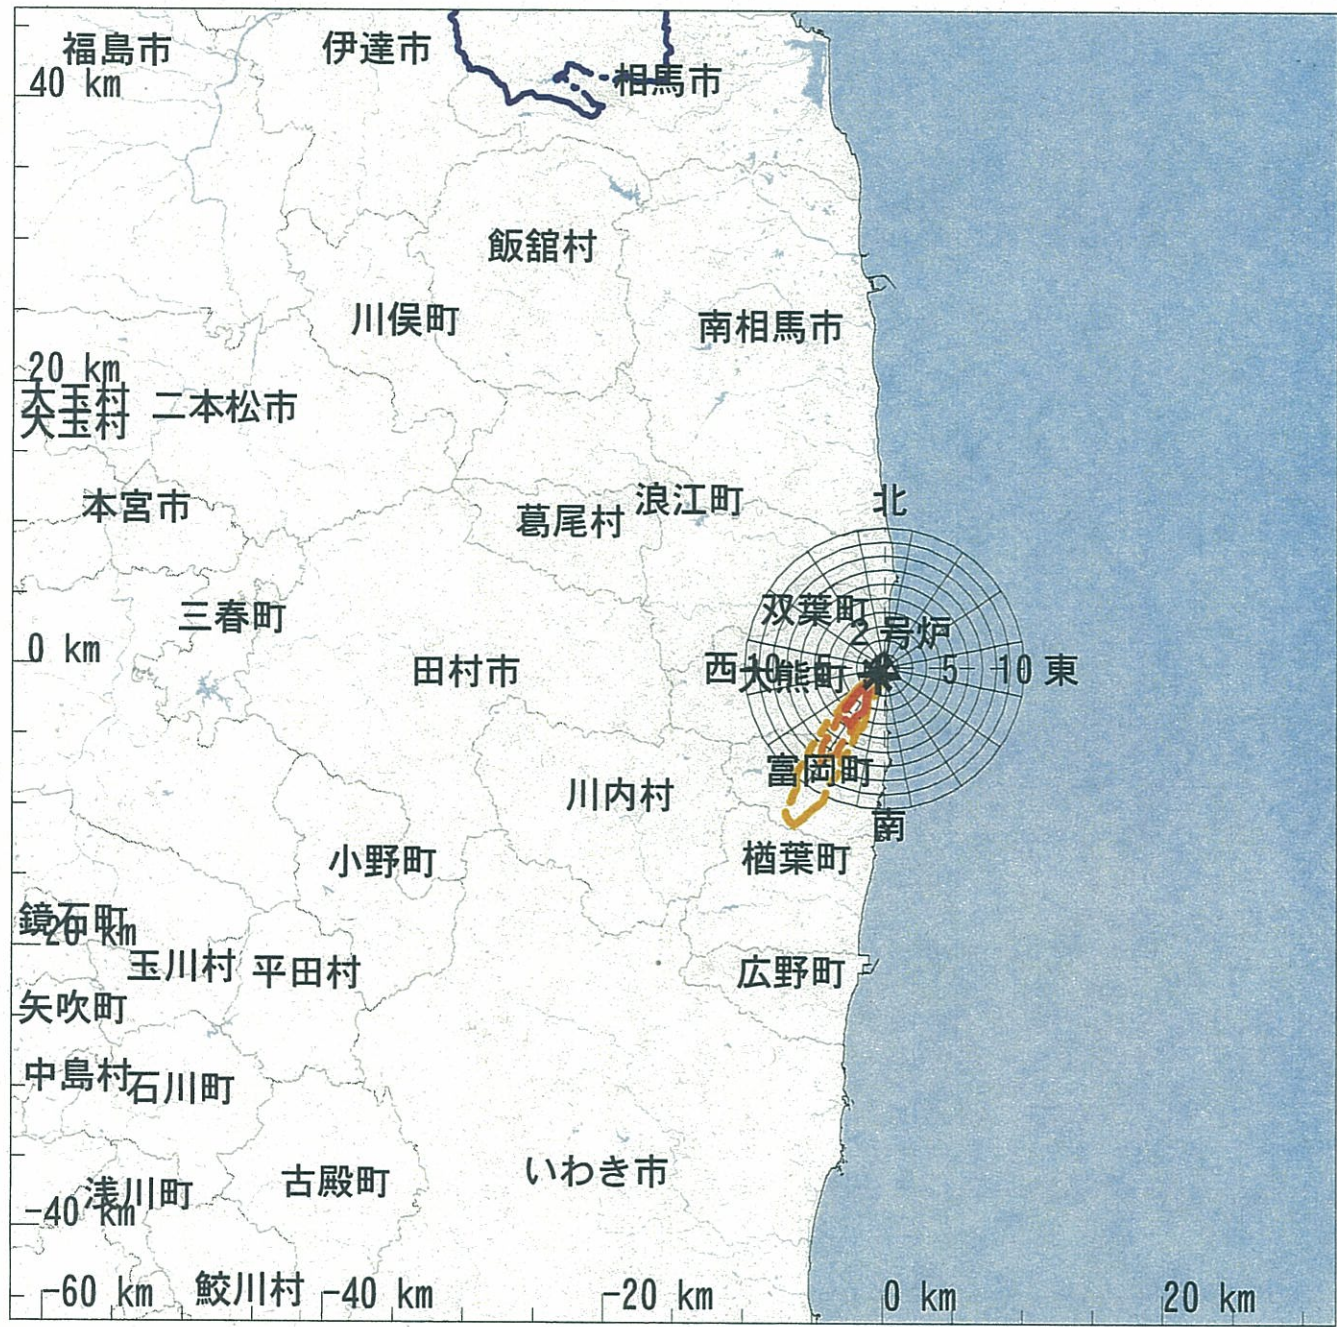 福島市
伊達市
相馬市
40 km
飯舘村
川俣町
南相馬市
20 km
大玉村
大玉村
二本松市
本宮市
葛尾村
浪江町
北
三春町
双葉町
2号炉
0 km
田村市
西
10
5
大熊町
5
10
東
富岡町
川内村
南
小野町
楢葉町
鏡石町
-20 km
玉川村
平田村
広野町
矢吹町
中島村
石川町
いわき市
浅川町
古殿町
-40 km
鮫川村
-60 km
-40 km
-20 km
0 km
20 km